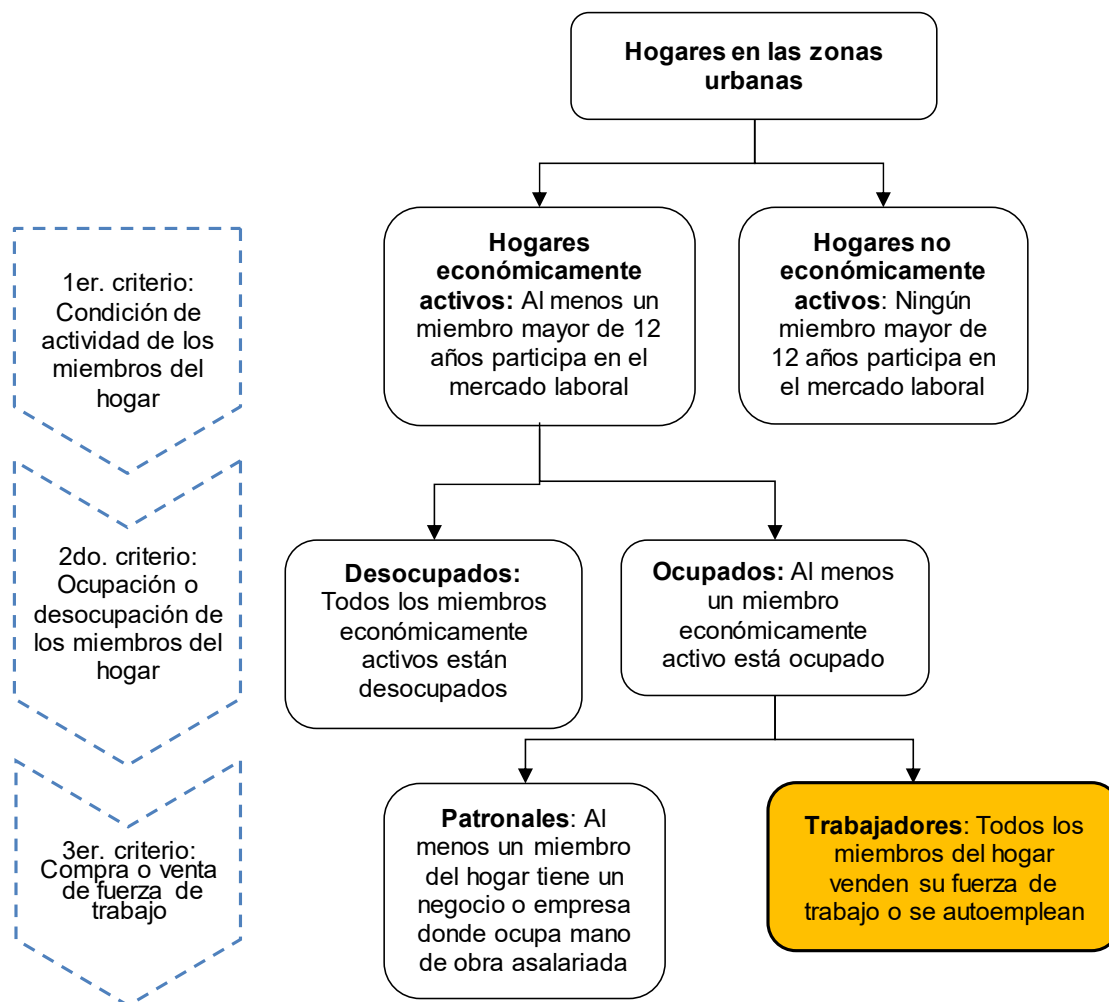 Hogares en las zonas
urbanas
1er. criterio:
Condición de
actividad de los
miembros del
hogar
Hogares
económicamente
activos: Al menos un
miembro mayor de 12
años participa en el
mercado laboral
Hogares no
económicamente
activos: Ningún
miembro mayor de
12 años participa en
el mercado laboral
2do. criterio:
Ocupación o
desocupación de
los miembros del
hogar
Desocupados:
Todos los miembros
económicamente
activos están
desocupados
Ocupados: Al menos
un miembro
económicamente
activo está ocupado
3er. criterio:
Compra o venta
de fuerza de
trabajo
Patronales: Al
menos un miembro
del hogar tiene un
negocio o empresa
donde ocupa mano
de obra asalariada
Trabajadores: Todos los
miembros del hogar
venden su fuerza de
trabajo o se autoemplean